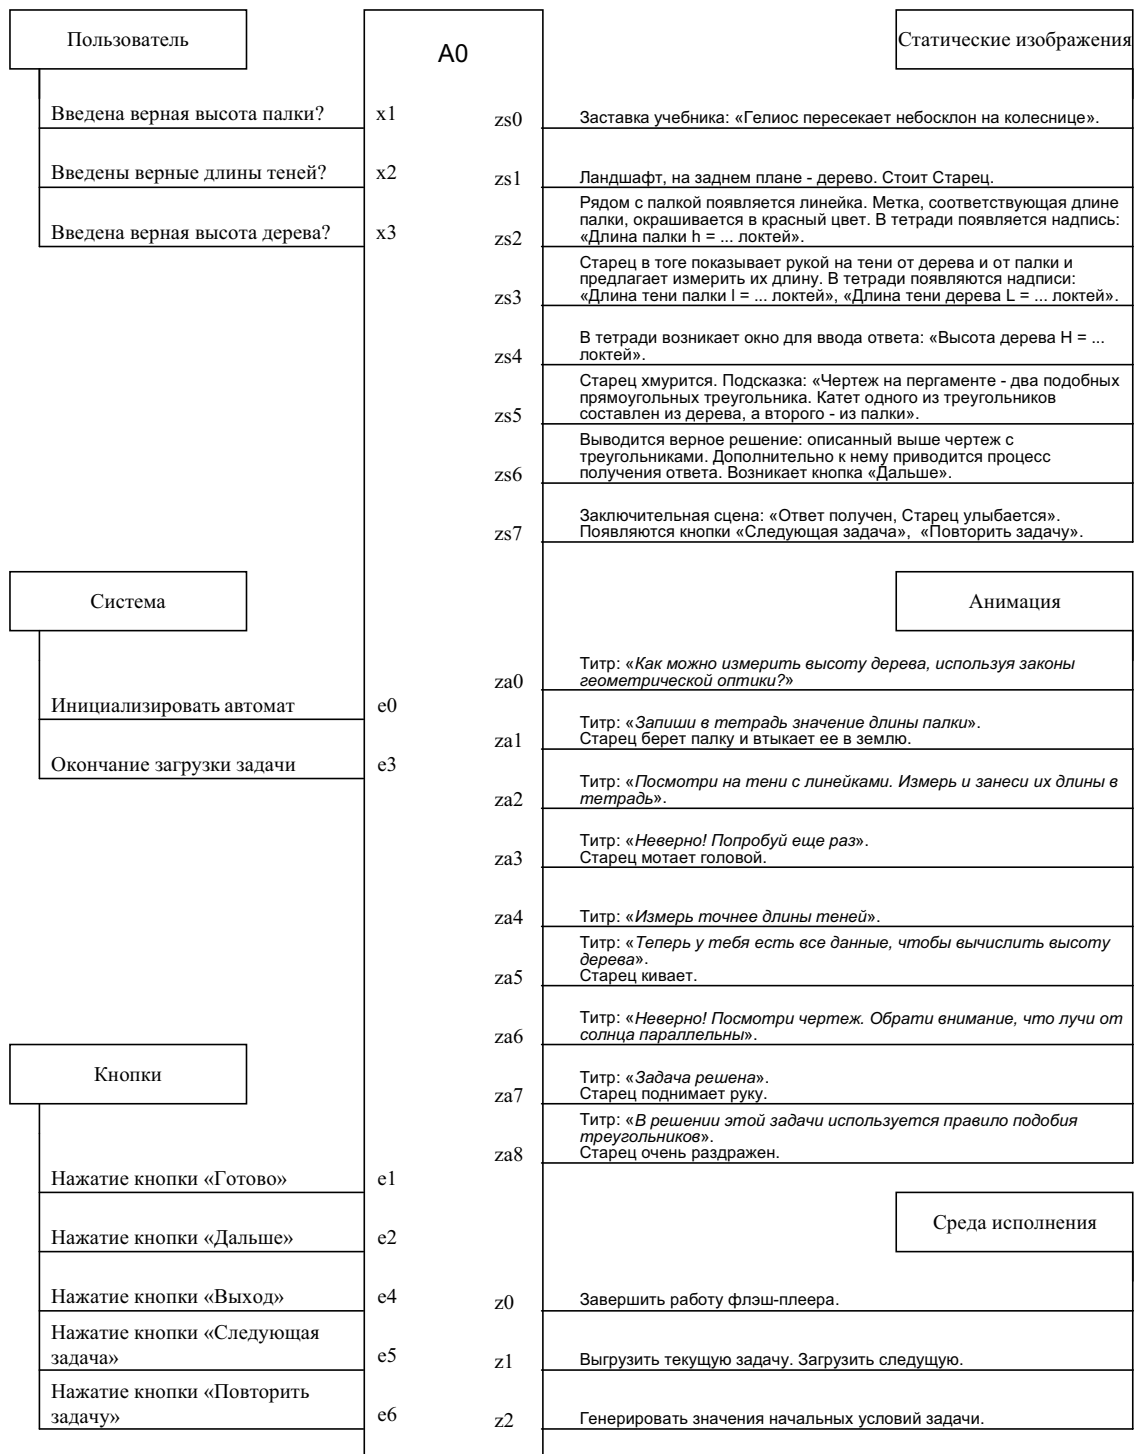 Пользователь
A0
Статические изображения
Введена верная высота палки?
x1
zs0
Заставка учебника: «Гелиос пересекает небосклон на колеснице».
Введены верные длины теней?
x2
zs1
Ландшафт, на заднем плане - дерево. Стоит Старец.
Введена верная высота дерева?
x3
zs2
Рядом с палкой появляется линейка. Метка, соответствующая длине
палки, окрашивается в красный цвет. В тетради появляется надпись:
«Длина палки h = ... локтей».
zs3
Старец в тоге показывает рукой на тени от дерева и от палки и
предлагает измерить их длину. В тетради появляются надписи:
«Длина тени палки l = ... локтей», «Длина тени дерева L = ... локтей».
zs4
В тетради возникает окно для ввода ответа: «Высота дерева H = ...
локтей».
zs5
Старец хмурится. Подсказка: «Чертеж на пергаменте - два подобных
прямоугольных треугольника. Катет одного из треугольников
составлен из дерева, а второго - из палки».
zs6
Выводится верное решение: описанный выше чертеж с
треугольниками. Дополнительно к нему приводится процесс
получения ответа. Возникает кнопка «Дальше».
zs7
Заключительная сцена: «Ответ получен, Старец улыбается».
Появляются кнопки «Следующая задача», «Повторить задачу».
Система
Анимация
za0
Титр: «Как можно измерить высоту дерева, используя законы
геометрической оптики?»
Инициализировать автомат
e0
za1
Титр: «Запиши в тетрадь значение длины палки».
Старец берет палку и втыкает ее в землю.
Окончание загрузки задачи
e3
za2
Титр: «Посмотри на тени с линейками. Измерь и занеси их длины в
тетрадь».
za3
Титр: «Неверно! Попробуй еще раз».
Старец мотает головой.
za4
Титр: «Измерь точнее длины теней».
za5
Титр: «Теперь у тебя есть все данные, чтобы вычислить высоту
дерева».
Старец кивает.
za6
Титр: «Неверно! Посмотри чертеж. Обрати внимание, что лучи от
солнца параллельны».
Кнопки
za7
Титр: «Задача решена».
Старец поднимает руку.
za8
Титр: «В решении этой задачи используется правило подобия
треугольников».
Старец очень раздражен.
Нажатие кнопки «Готово»
e1
Среда исполнения
Нажатие кнопки «Дальше»
e2
Нажатие кнопки «Выход»
e4
z0
Завершить работу флэш-плеера.
Нажатие кнопки «Следующая
задача»
e5
z1
Выгрузить текущую задачу. Загрузить следущую.
Нажатие кнопки «Повторить
задачу»
e6
z2
Генерировать значения начальных условий задачи.